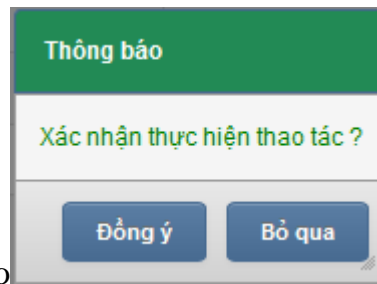 Thông báo
Xác nhận thực hiện thao tác ?
Đồng ý Bỏ qua